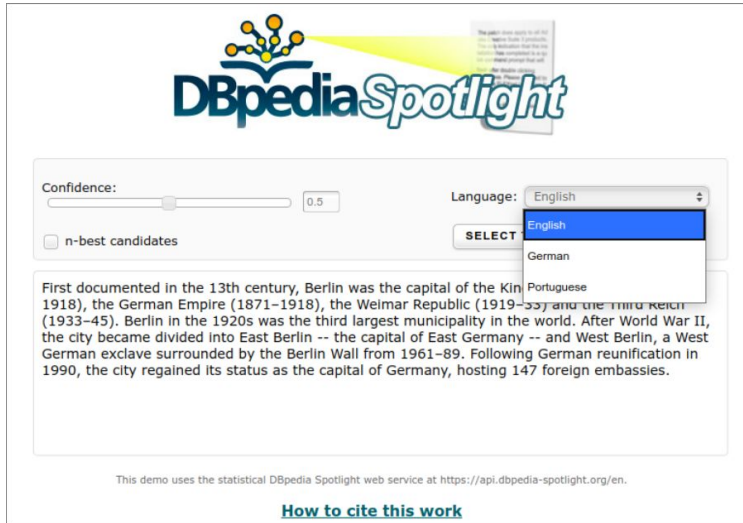 DBpedia Spotlight
Confidence:
0.5
Language: English
n-best candidates
SELECT
English
German
Portuguese
First documented in the 13th century, Berlin was the capital of the
1918), the German Empire (1871–1918), the Weimar Republic (1919–33) and the Third Reich
(1933–45). Berlin in the 1920s was the third largest municipality in the world. After World War II,
the city became divided into East Berlin -- the capital of East Germany -- and West Berlin, a West
German exclave surrounded by the Berlin Wall from 1961–89. Following German reunification in
1990, the city regained its status as the capital of Germany, hosting 147 foreign embassies.
This demo uses the statistical DBpedia Spotlight web service at https://api.dbpedia-spotlight.org/en.
How to cite this work